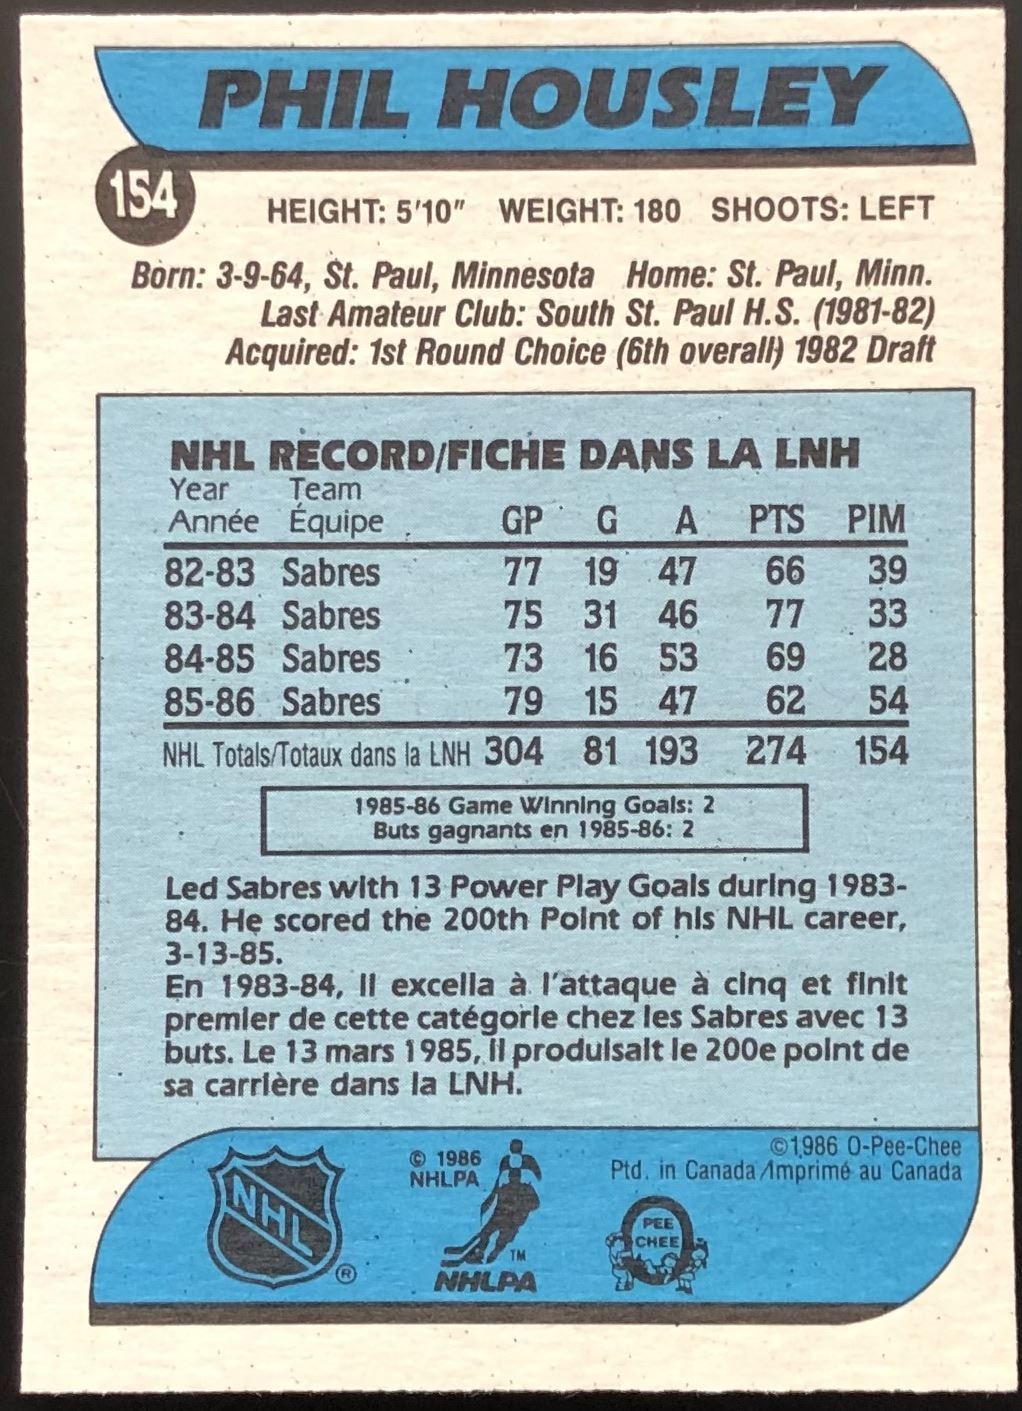 PHIL HOUSLEY
154
HEIGHT: 5'10" WEIGHT: 180 SHOOTS: LEFT
Born: 3-9-64, St. Paul, Minnesota Home: St. Paul, Minn.
Last Amateur Club: South St. Paul H.S. (1981-82)
Acquired: 1st Round Choice (6th overall) 1982 Draft
NHL RECORD/FICHE DANS LA LNH
Year Team
Année Équipe GP G A PTS PIM
82-83 Sabres 77 19 47 66 39
83-84 Sabres 75 31 46 77 33
84-85 Sabres 73 16 53 69 28
85-86 Sabres 79 15 47 62 54
NHL Totals/Totaux dans la LNH 304 81 193 274 154
1985-86 Game Winning Goals: 2
Buts gagnants en 1985-86: 2
Led Sabres with 13 Power Play Goals during 1983-
84. He scored the 200th Point of his NHL career,
3-13-85.
En 1983-84, il excella à l'attaque à cinq et finit
premier de cette catégorie chez les Sabres avec 13
buts. Le 13 mars 1985, il produisait le 200e point de
sa carrière dans la LNH.
NHL ®
© 1986
NHLPA
TM
NHLPA
©1986 O-Pee-Chee
Ptd. in Canada/Imprimé au Canada
PEE
CHEE